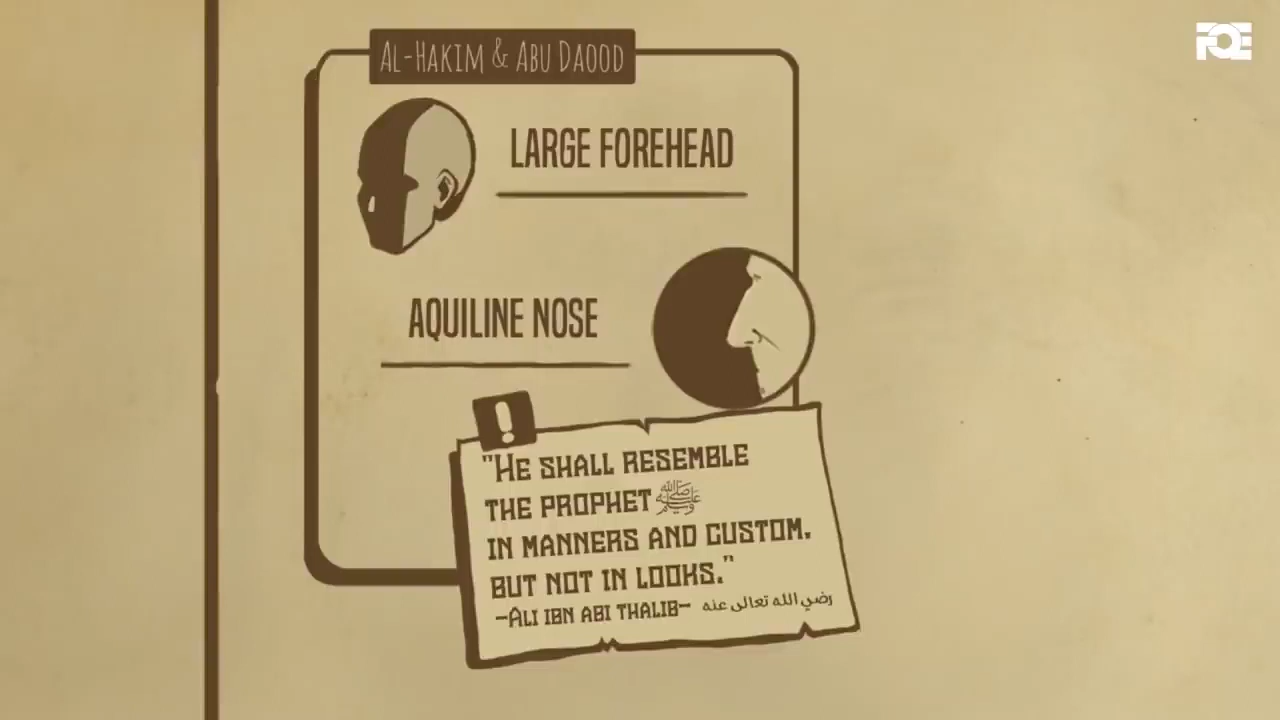 FQE
AL-HAKIM & ABU DAOOD
LARGE FOREHEAD
AQUILINE NOSE
!
"HE SHALL RESEMBLE
THE PROPHET ﷺ
IN MANNERS AND CUSTOM,
BUT NOT IN LOOKS."
-ALI IBN ABI THALIB- رضي الله تعالى عنه